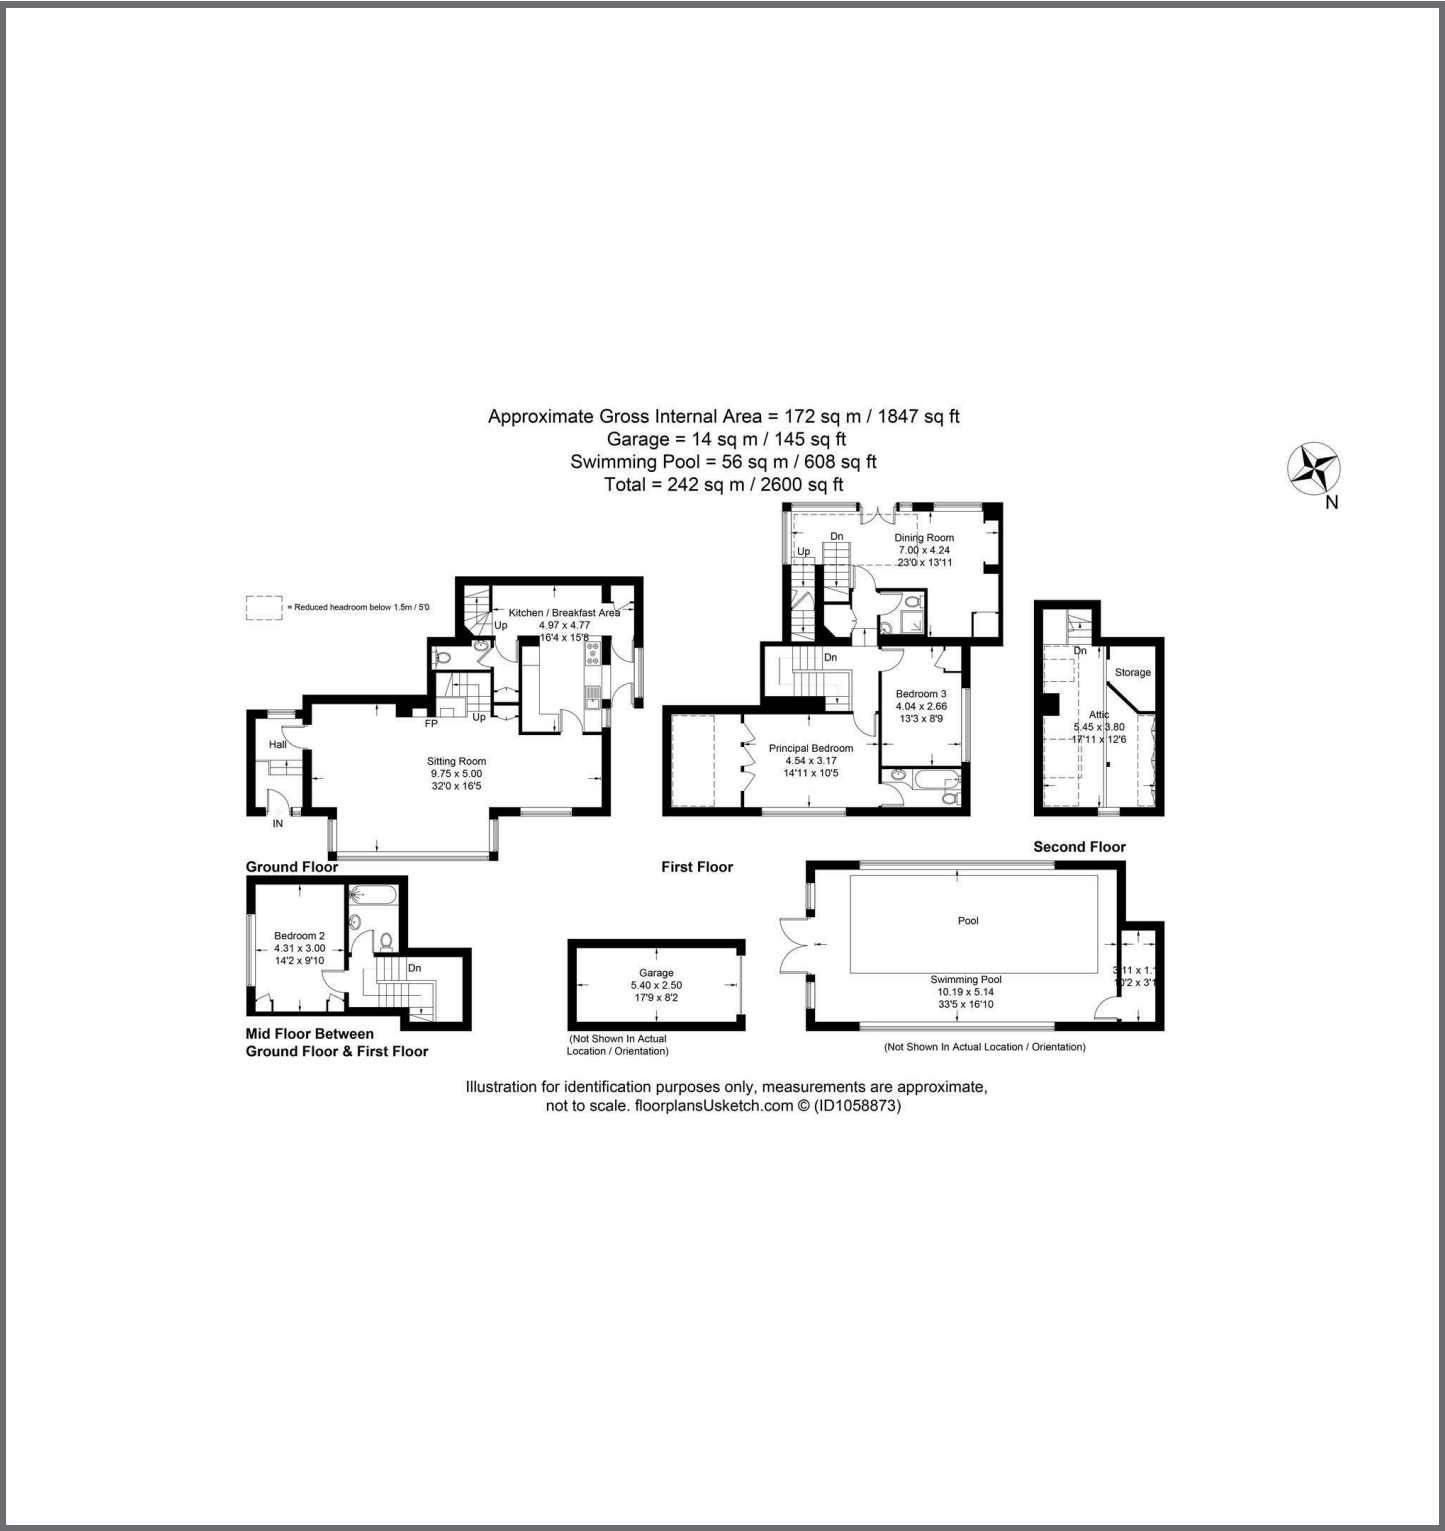 Approximate Gross Internal Area = 172 sq m / 1847 sq ft
Garage = 14 sq m / 145 sq ft
Swimming Pool = 56 sq m / 608 sq ft
Total = 242 sq m / 2600 sq ft
N
= Reduced headroom below 1.5m / 5'0
Kitchen / Breakfast Area
4.97 x 4.77
16'4 x 15'8
Up
Up
FP
Hall
Sitting Room
9.75 x 5.00
32'0 x 16'5
IN
Ground Floor
Dn
Up
Dining Room
7.00 x 4.24
23'0 x 13'11
Dn
Bedroom 3
4.04 x 2.66
13'3 x 8'9
Principal Bedroom
4.54 x 3.17
14'11 x 10'5
First Floor
Dn
Storage
Attic
5.45 x 3.80
17'11 x 12'6
Second Floor
Bedroom 2
4.31 x 3.00
14'2 x 9'10
Dn
Mid Floor Between
Ground Floor & First Floor
Garage
5.40 x 2.50
17'9 x 8'2
(Not Shown In Actual
Location / Orientation)
Pool
Swimming Pool
10.19 x 5.14
33'5 x 16'10
(Not Shown In Actual Location / Orientation)
Illustration for identification purposes only, measurements are approximate,
not to scale. floorplansUsketch.com © (ID1058873)